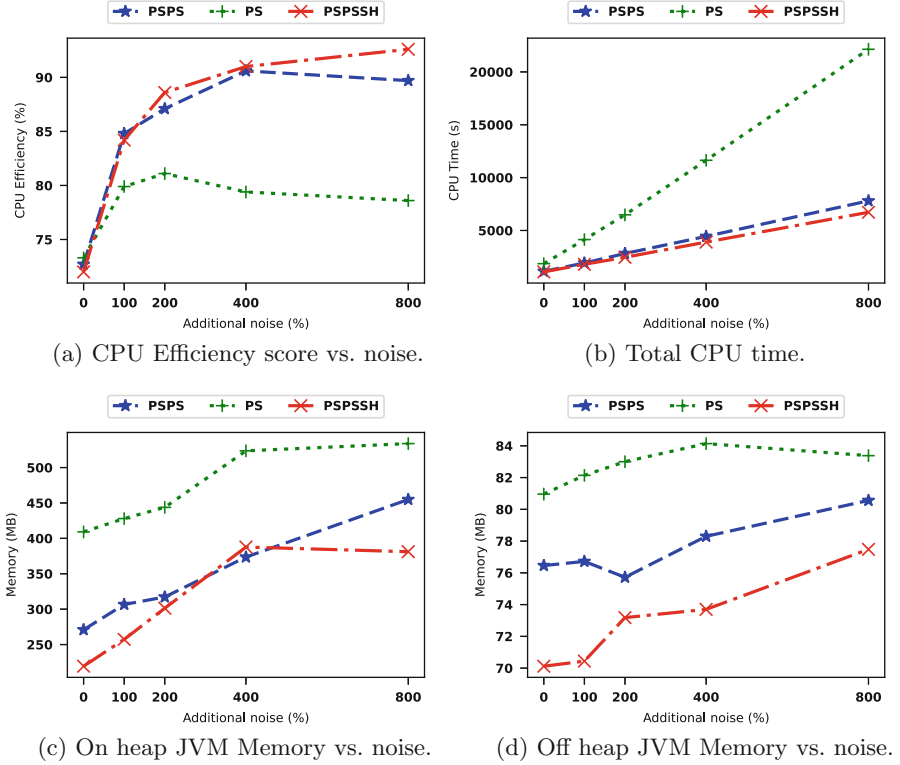 PSPS PS PSPSSH
CPU Efficiency (%)
90
85
80
75
0 100 200 400 800
Additional noise (%)
(a) CPU Efficiency score vs. noise.
PSPS PS PSPSSH
CPU Time (s)
20000
15000
10000
5000
0 100 200 400 800
Additional noise (%)
(b) Total CPU time.
PSPS PS PSPSSH
Memory (MB)
500
450
400
350
300
250
0 100 200 400 800
Additional noise (%)
(c) On heap JVM Memory vs. noise.
PSPS PS PSPSSH
Memory (MB)
84
82
80
78
76
74
72
70
0 100 200 400 800
Additional noise (%)
(d) Off heap JVM Memory vs. noise.